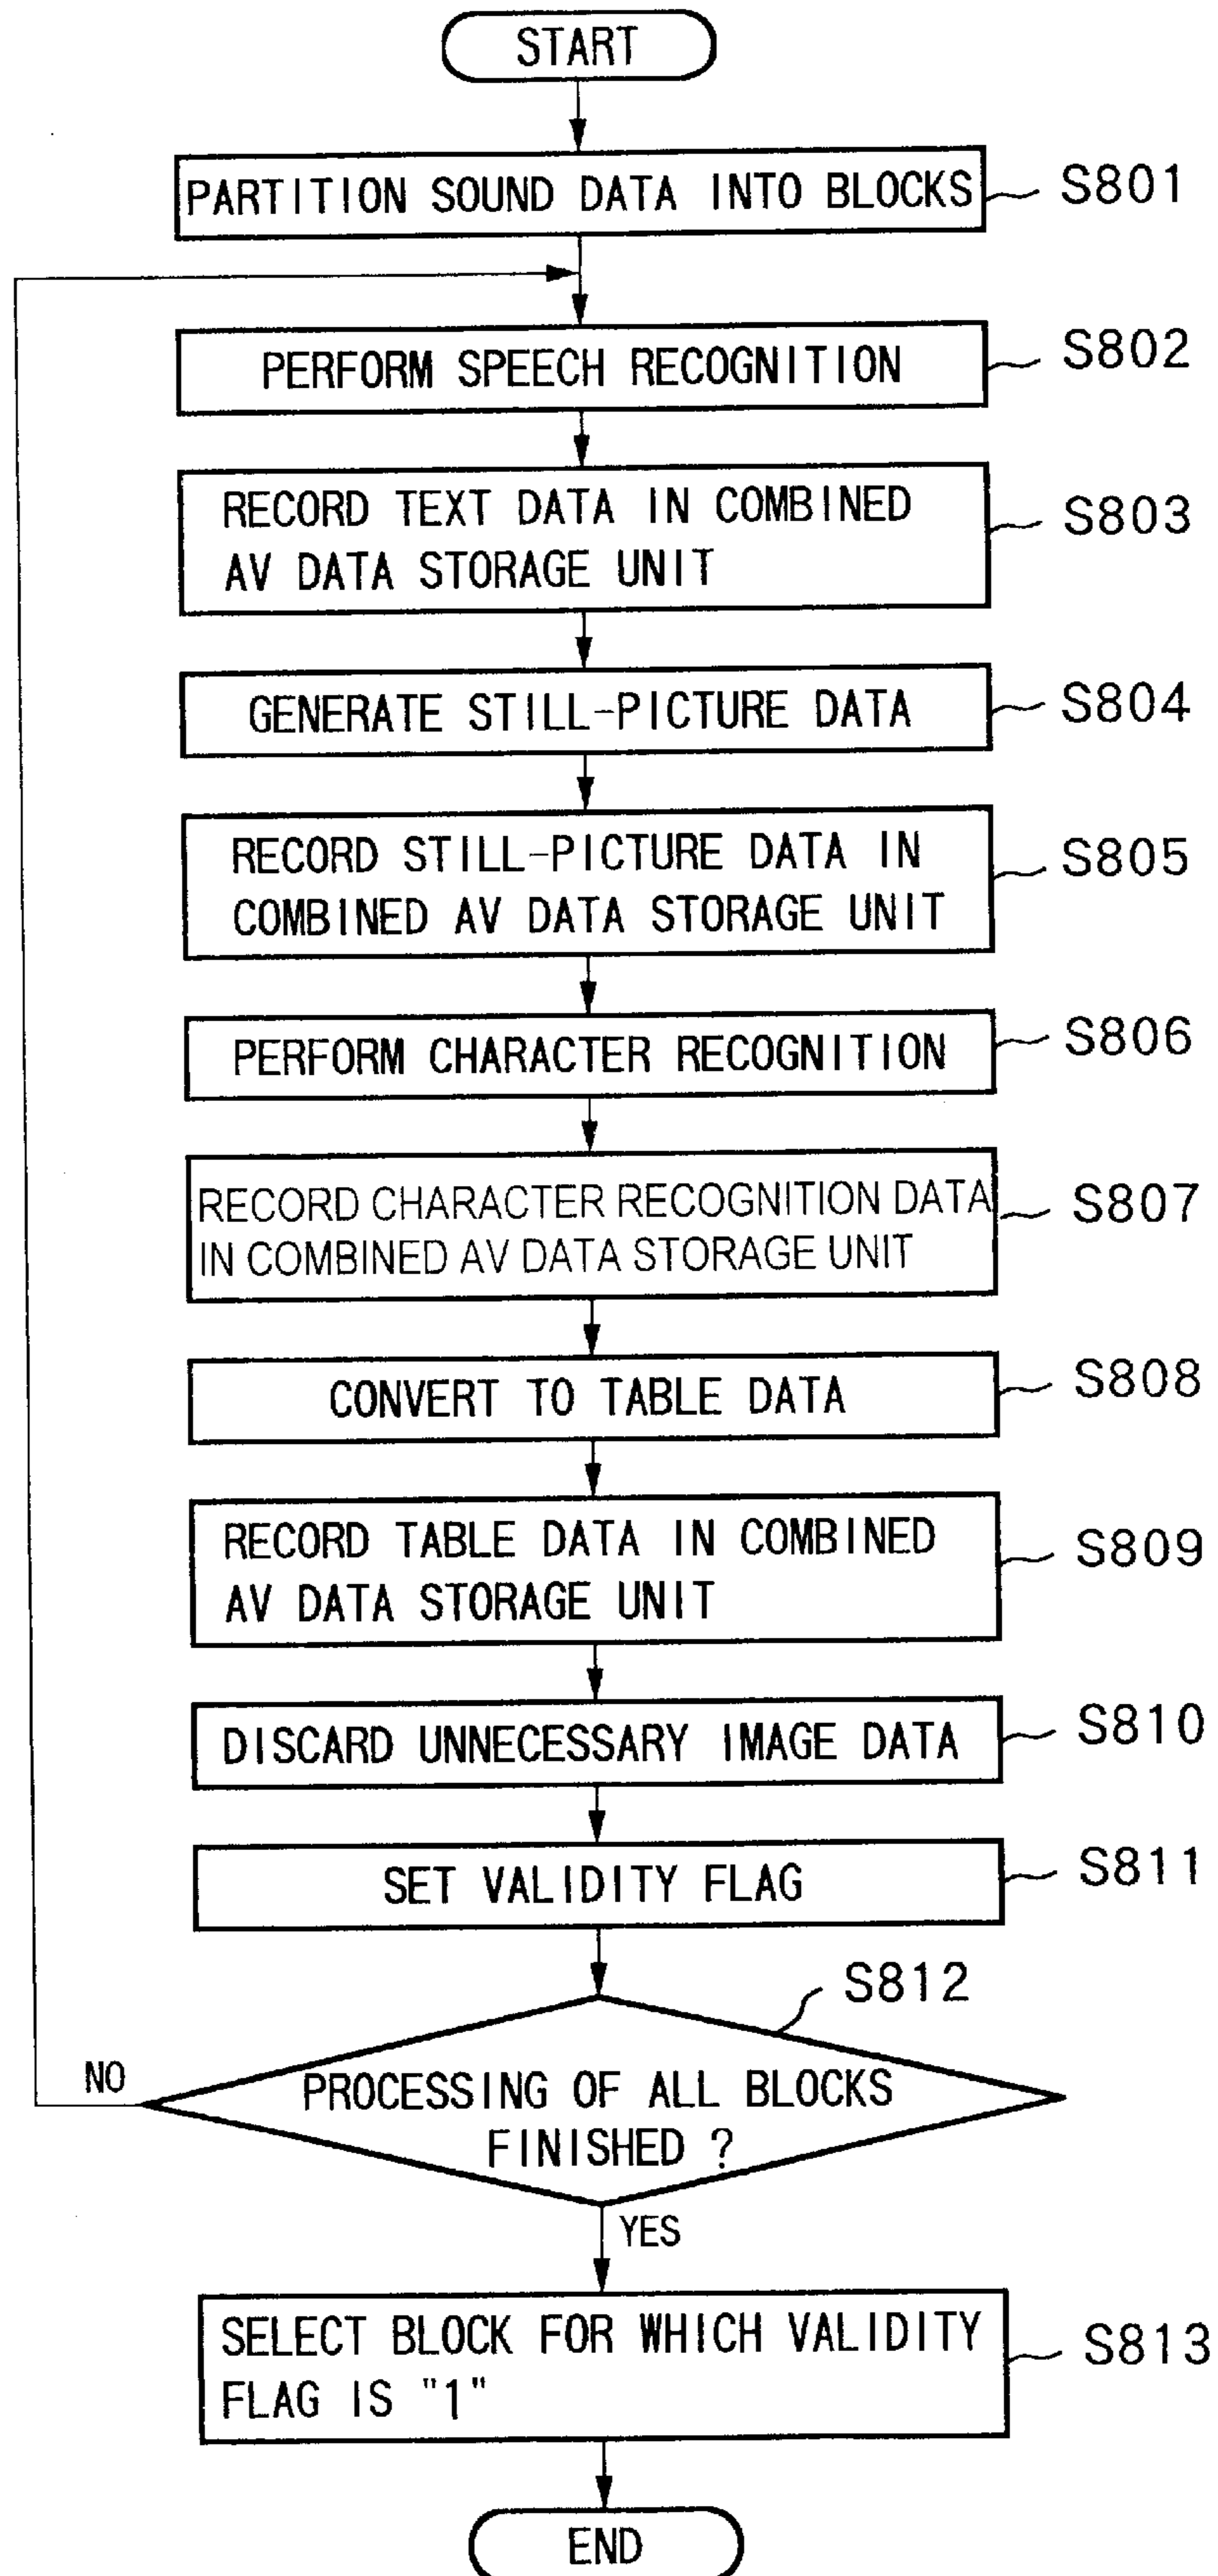 START
PARTITION SOUND DATA INTO BLOCKS
S801
PERFORM SPEECH RECOGNITION
S802
RECORD TEXT DATA IN COMBINED
AV DATA STORAGE UNIT
S803
GENERATE STILL-PICTURE DATA
S804
RECORD STILL-PICTURE DATA IN
COMBINED AV DATA STORAGE UNIT
S805
PERFORM CHARACTER RECOGNITION
S806
RECORD CHARACTER RECOGNITION DATA
IN COMBINED AV DATA STORAGE UNIT
S807
CONVERT TO TABLE DATA
S808
RECORD TABLE DATA IN COMBINED
AV DATA STORAGE UNIT
S809
DISCARD UNNECESSARY IMAGE DATA
S810
SET VALIDITY FLAG
S811
S812
NO
PROCESSING OF ALL BLOCKS
FINISHED ?
YES
SELECT BLOCK FOR WHICH VALIDITY
FLAG IS "1"
S813
END